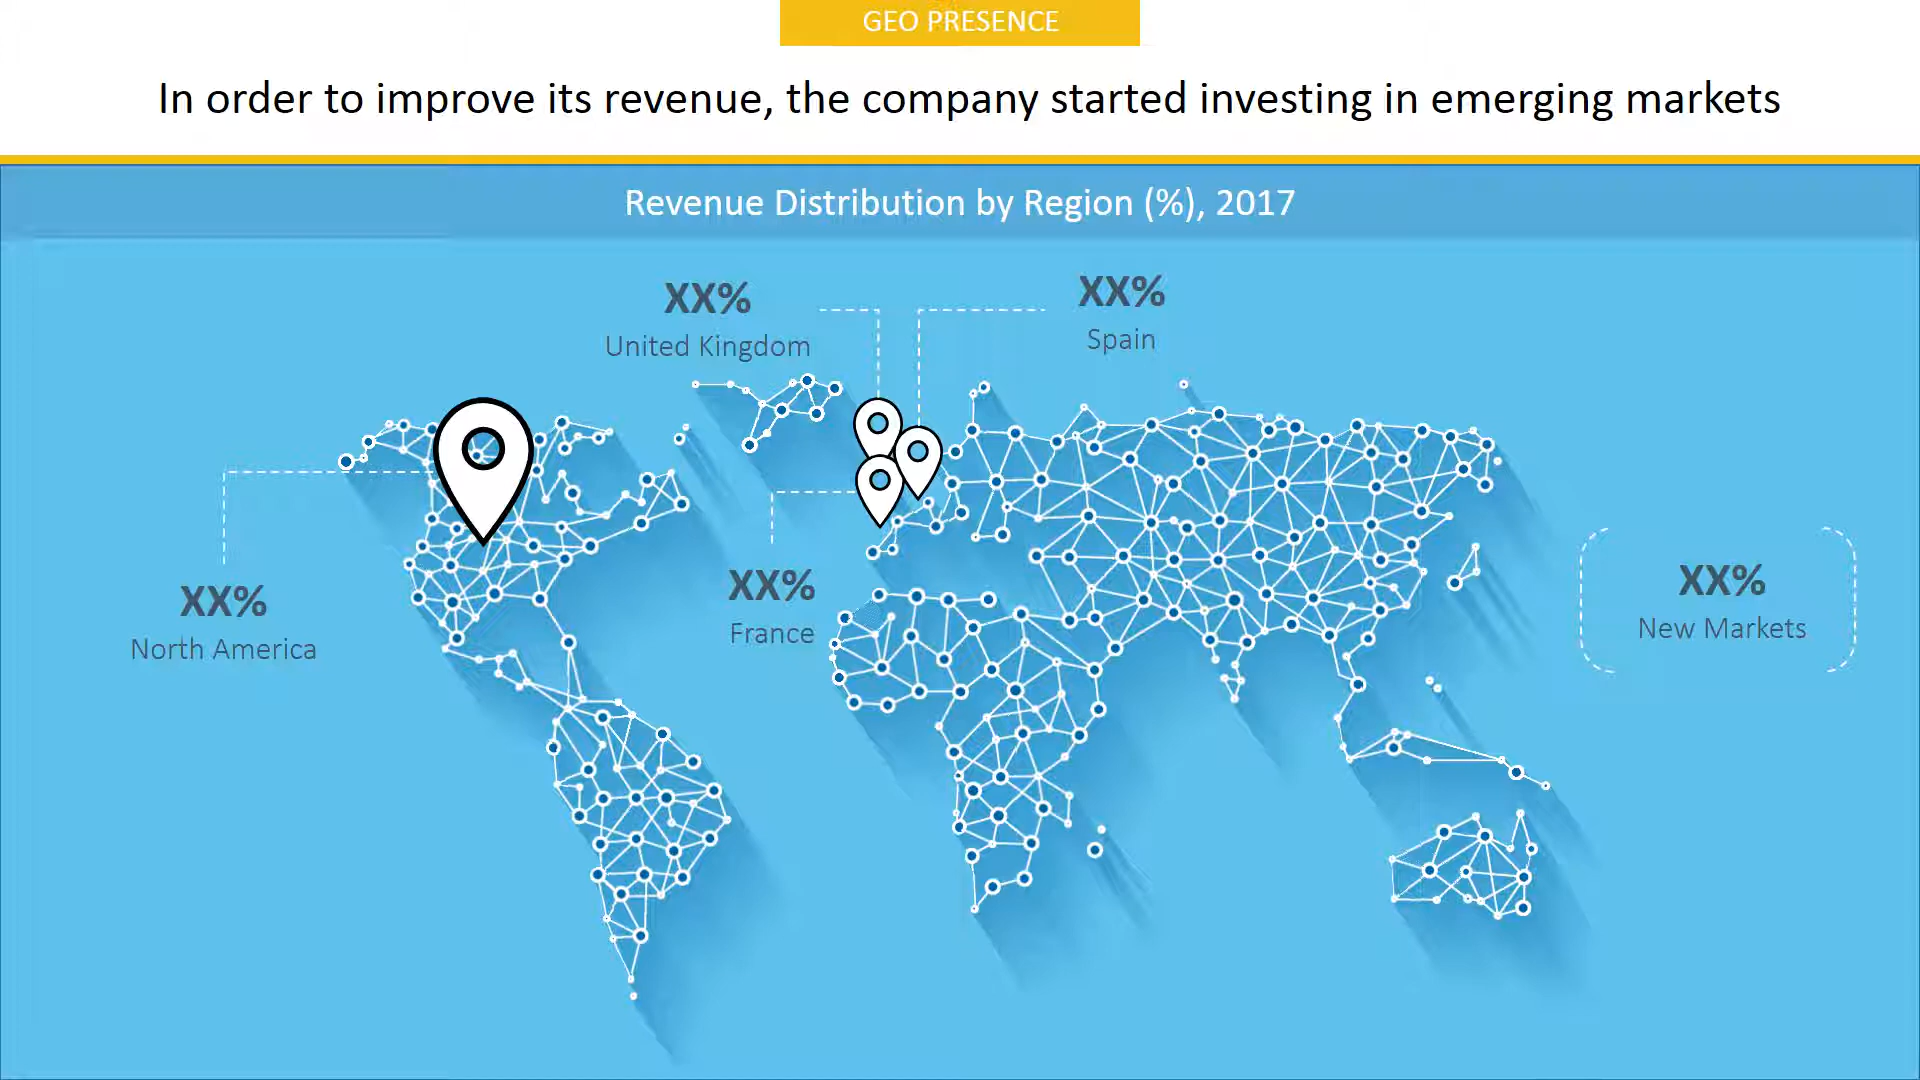 GEO PRESENCE
In order to improve its revenue, the company started investing in emerging markets
Revenue Distribution by Region (%), 2017
XX%
United Kingdom
XX%
Spain
XX%
North America
XX%
France
XX%
New Markets